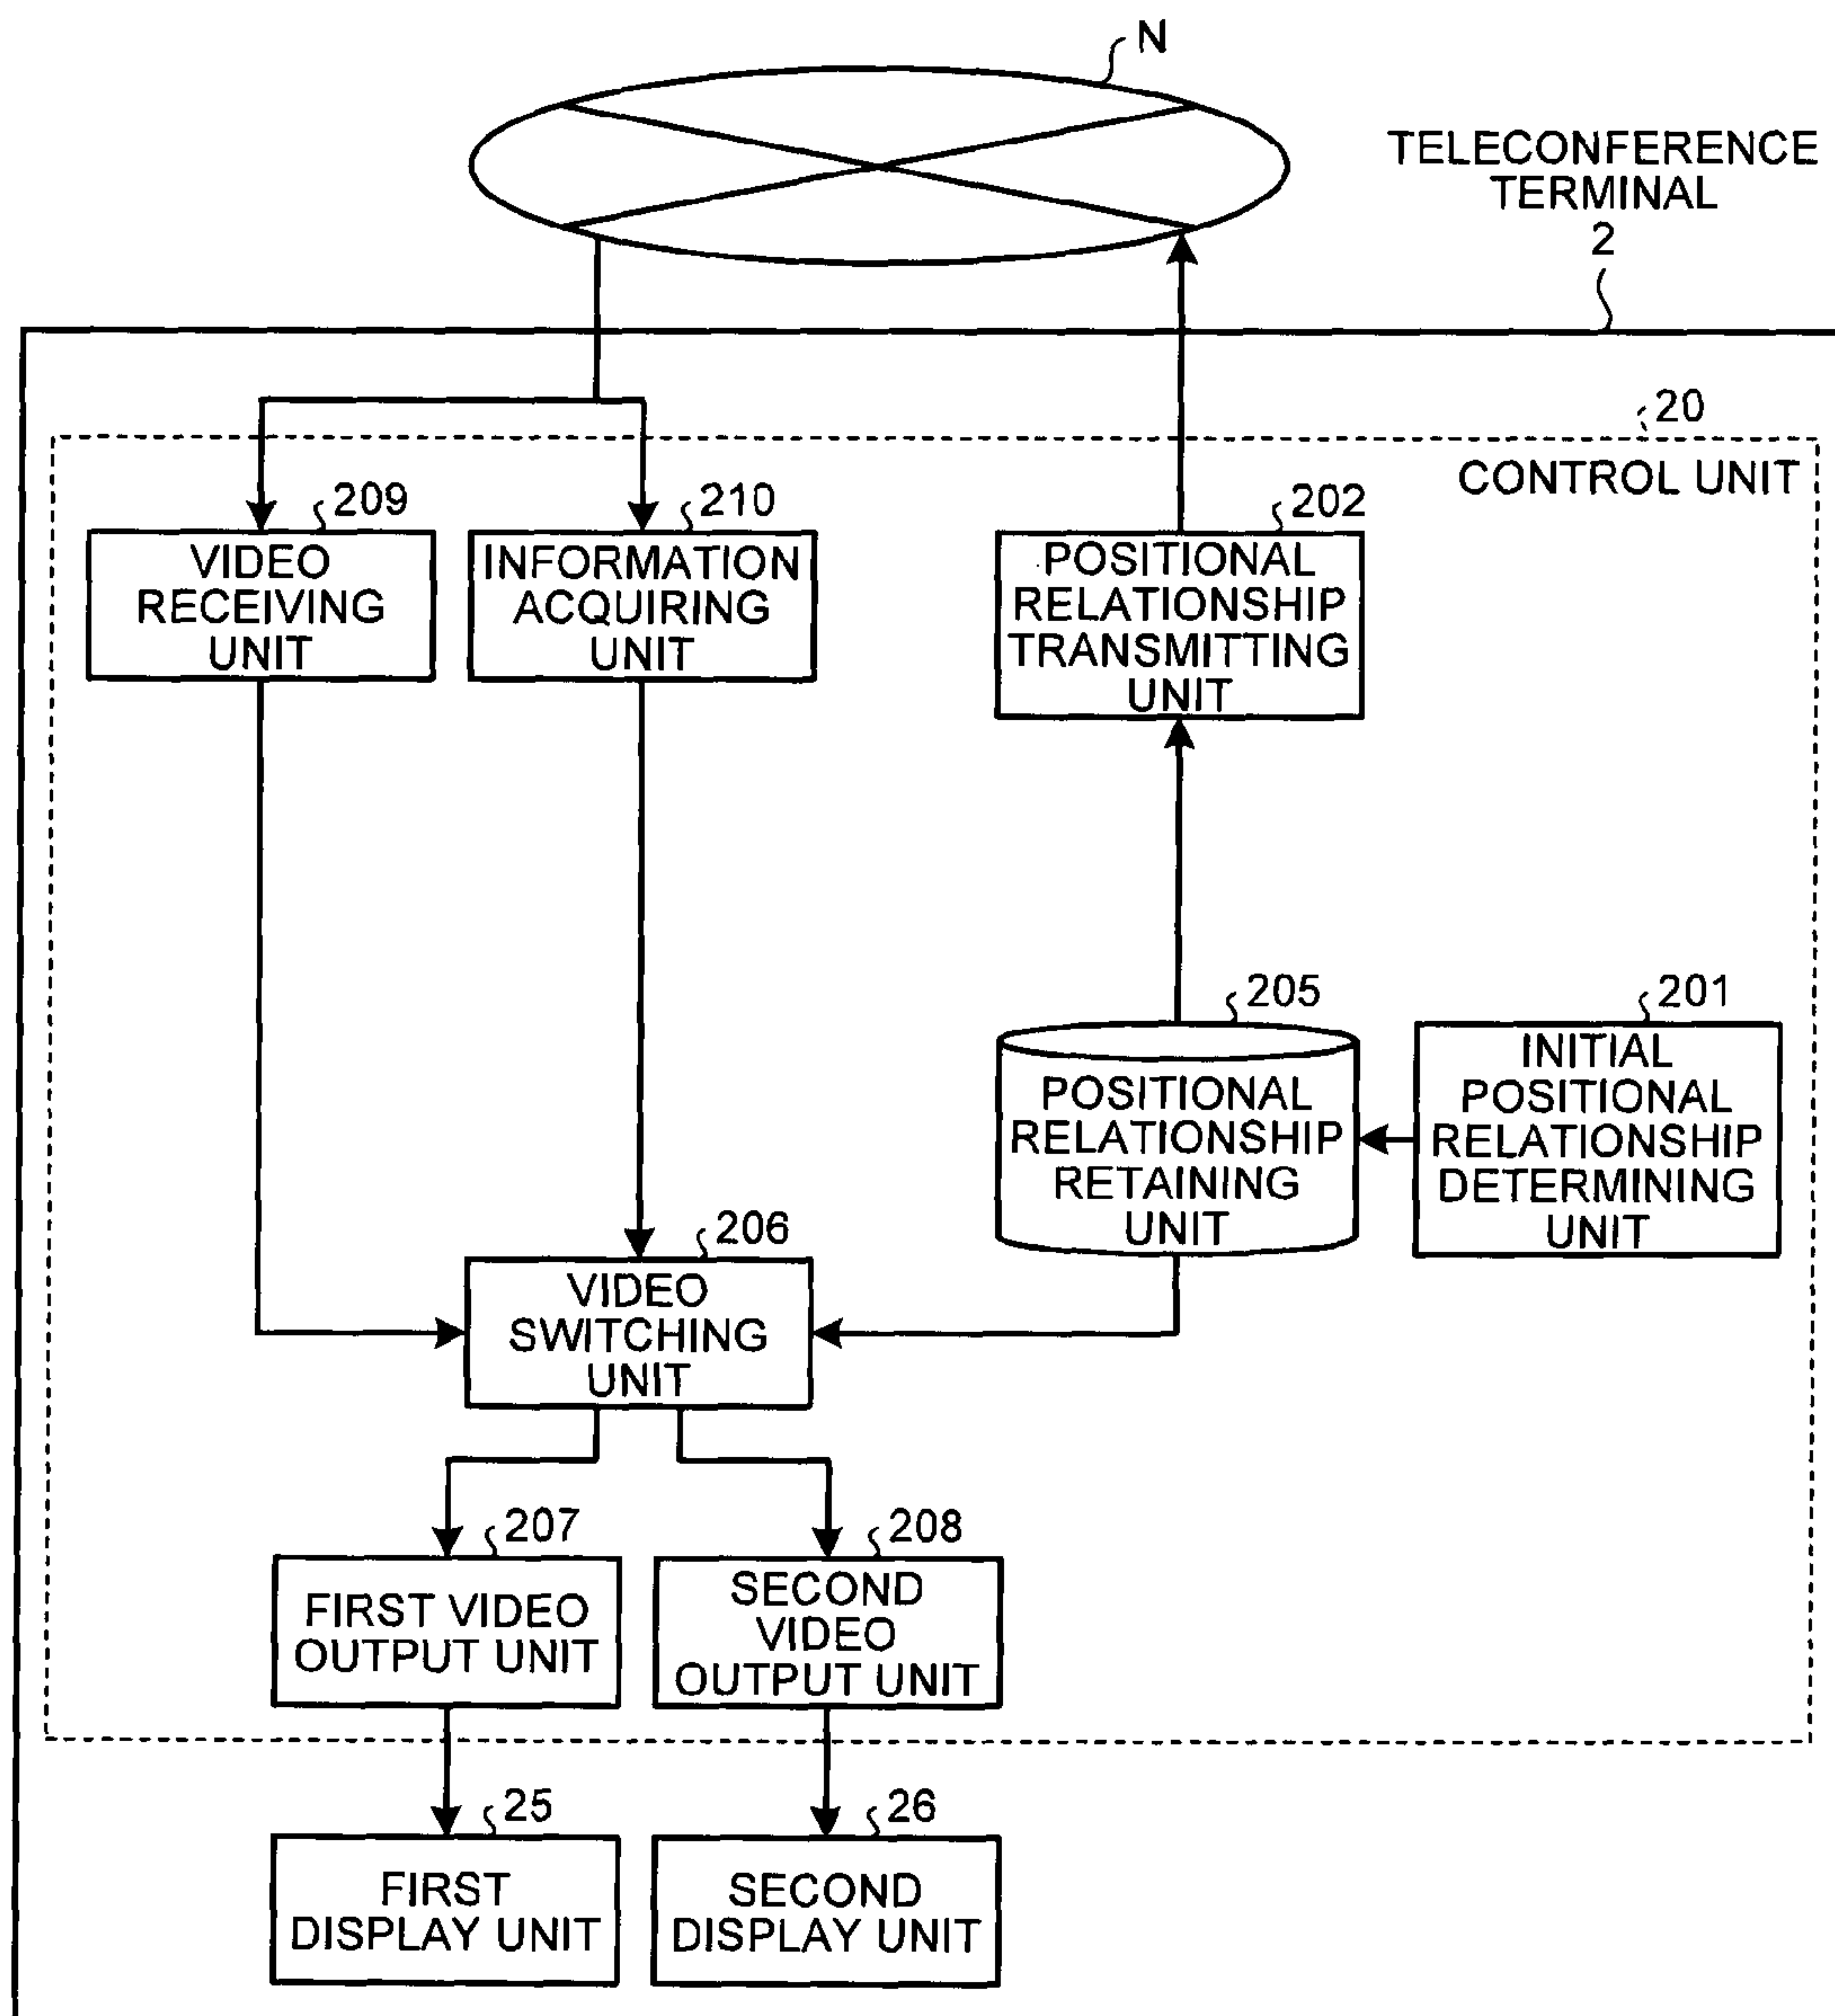 N
TELECONFERENCE
TERMINAL
2
20
CONTROL UNIT
209
VIDEO
RECEIVING
UNIT
210
INFORMATION
ACQUIRING
UNIT
202
POSITIONAL
RELATIONSHIP
TRANSMITTING
UNIT
205
POSITIONAL
RELATIONSHIP
RETAINING
UNIT
201
INITIAL
POSITIONAL
RELATIONSHIP
DETERMINING
UNIT
206
VIDEO
SWITCHING
UNIT
207
FIRST VIDEO
OUTPUT UNIT
208
SECOND
VIDEO
OUTPUT UNIT
25
FIRST
DISPLAY UNIT
26
SECOND
DISPLAY UNIT